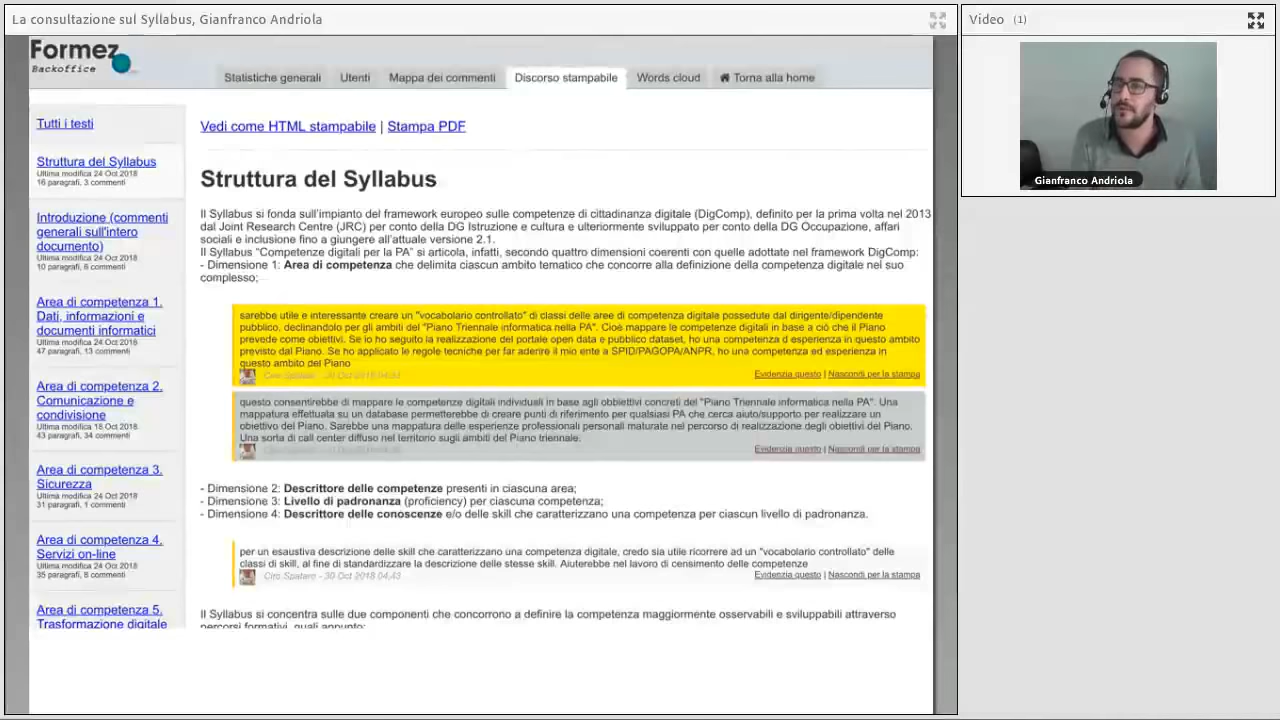 La consultazione sul Syllabus, Gianfranco Andriola
Video (1)
Gianfranco Andriola
Formez
Backoffice
Statistiche generali
Utenti
Mappa dei commenti
Discorso stampabile
Words cloud
Torna alla home
Tutti i testi
Struttura del Syllabus
Ultima modifica 24 Oct 2018
16 paragrafi, 3 commenti
Introduzione (commenti
generali sull'intero
documento)
Ultima modifica 24 Oct 2018
10 paragrafi, 6 commenti
Area di competenza 1.
Dati, informazioni e
documenti informatici
Ultima modifica 24 Oct 2018
47 paragrafi, 13 commenti
Area di competenza 2.
Comunicazione e
condivisione
Ultima modifica 18 Oct 2018
43 paragrafi, 34 commenti
Area di competenza 3.
Sicurezza
Ultima modifica 24 Oct 2018
31 paragrafi, 1 commenti
Area di competenza 4.
Servizi on-line
Ultima modifica 24 Oct 2018
35 paragrafi, 8 commenti
Area di competenza 5.
Trasformazione digitale
Vedi come HTML stampabile | Stampa PDF
Struttura del Syllabus
Il Syllabus si fonda sull'impianto del framework europeo sulle competenze di cittadinanza digitale (DigComp), definito per la prima volta nel 2013
dal Joint Research Centre (JRC) per conto della DG Istruzione e cultura e ulteriormente sviluppato per conto della DG Occupazione, affari
sociali e inclusione fino a giungere all'attuale versione 2.1.
Il Syllabus "Competenze digitali per la PA" si articola, infatti, secondo quattro dimensioni coerenti con quelle adottate nel framework DigComp:
- Dimensione 1: Area di competenza che delimita ciascun ambito tematico che concorre alla definizione della competenza digitale nel suo
complesso;
sarebbe utile e interessante creare un "vocabolario controllato" di classi delle aree di competenza digitale possedute dal dirigente/dipendente
pubblico, declinandolo per gli ambiti del "Piano Triennale informatica nella PA". Cioè mappare le competenze digitali in base a ciò che il Piano
prevede come obiettivi. Se io ho seguito la realizzazione del portale open data e pubblico dataset, ho una competenza d esperienza in questo ambito
previsto dal Piano. Se ho applicato le regole tecniche per far aderire il mio ente a SPID/PAGOPA/ANPR, ho una competenza ed esperienza in
questo ambito del Piano
Evidenzia questo | Nascondi per la stampa
questo consentirebbe di mappare le competenze digitali individuali in base agli obbiettivi concreti del "Piano Triennale informatica nella PA". Una
mappatura effettuata su un database permetterebbe di creare punti di riferimento per qualsiasi PA che cerca aiuto/supporto per realizzare un
obiettivo del Piano. Sarebbe una mappatura delle esperienze professionali personali maturate nel percorso di realizzazione degli obiettivi del Piano.
Una sorta di call center diffuso nel territorio sugli ambiti del Piano triennale.
Evidenzia questo | Nascondi per la stampa
- Dimensione 2: Descrittore delle competenze presenti in ciascuna area;
- Dimensione 3: Livello di padronanza (proficiency) per ciascuna competenza;
- Dimensione 4: Descrittore delle conoscenze e/o delle skill che caratterizzano una competenza per ciascun livello di padronanza.
per un esaustiva descrizione delle skill che caratterizzano una competenza digitale, credo sia utile ricorrere ad un "vocabolario controllato" delle
classi di skill, al fine di standardizzare la descrizione delle stesse skill. Aiuterebbe nel lavoro di censimento delle competenze
Ciro Spataro - 30 Oct 2018 04,43
Evidenzia questo | Nascondi per la stampa
Il Syllabus si concentra sulle due componenti che concorrono a definire la competenza maggiormente osservabili e sviluppabili attraverso
percorsi formativi, quali appunto: